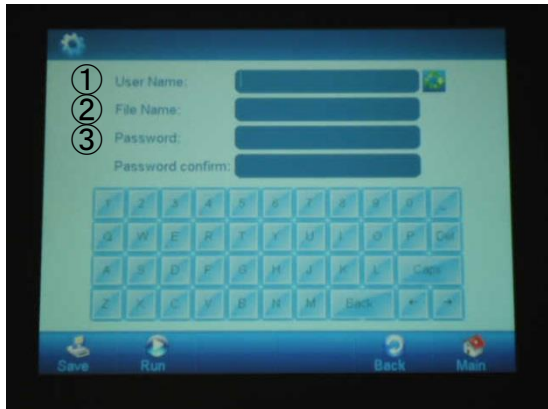 ① User Name:
② File Name:
③ Password:
Password confirm:
1 2 3 4 5 6 7 8 9 0 _
Q W E R T Y U I O P Del
A S D F G H J K L Caps
Z X C V B N M Back ← →
Save Run Back Main